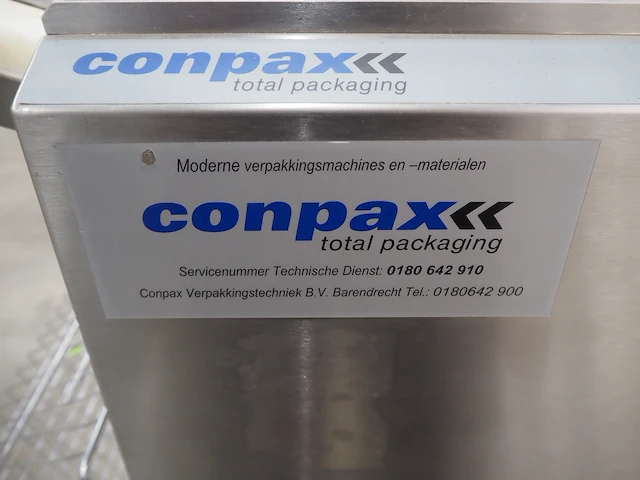 conpax
total packaging
Moderne verpakkingsmachines en –materialen
conpax
total packaging
Servicenummer Technische Dienst: 0180 642 910
Conpax Verpakkingstechniek B.V. Barendrecht Tel.: 0180642 900